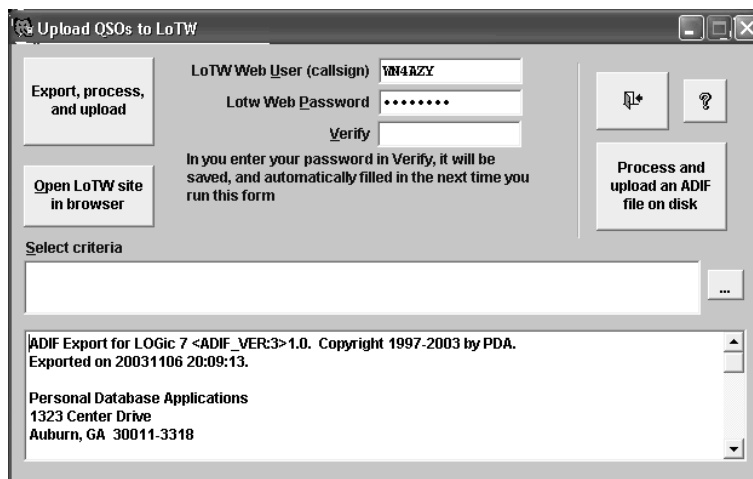 Upload QSOs to LoTW
Export, process,
and upload
LoTW Web User (callsign) WN4AZY
Lotw Web Password ••••••••
Verify
In you enter your password in Verify, it will be
saved, and automatically filled in the next time you
run this form
?
Open LoTW site
in browser
Process and
upload an ADIF
file on disk
Select criteria
...
ADIF Export for LOGic 7 <ADIF_VER:3>1.0.  Copyright 1997-2003 by PDA.
Exported on 20031106 20:09:13.
Personal Database Applications
1323 Center Drive
Auburn, GA  30011-3318